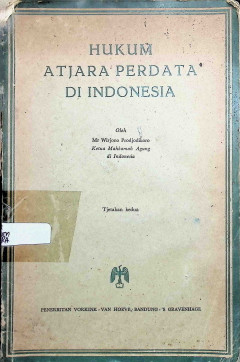 HUKUM
ATJARA PERDATA
DI INDONESIA
Oleh
Mr Wirjono Prodjodikoro
Ketua Mahkamah Agung
di Indonesia
Tjetakan kedua
PENERBITAN VORKINK - VAN HOEVE, BANDUNG - 's GRAVENHAGE